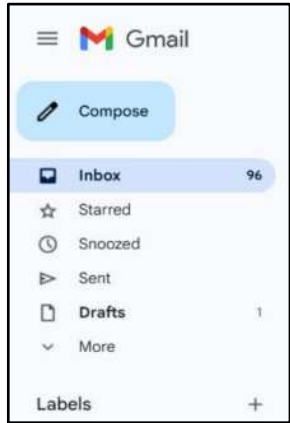 Gmail
Compose
Inbox 96
Starred
Snoozed
Sent
Drafts 1
More
Labels +